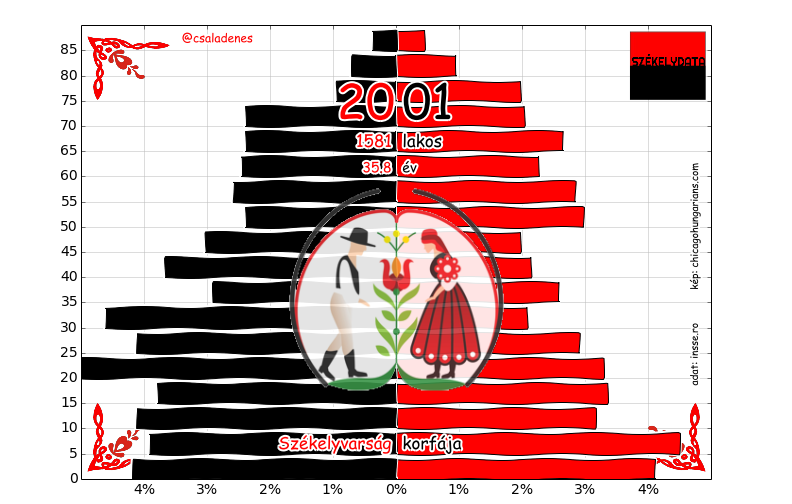 @csaladenes
SZÉKELYDATA
2001
1581 lakos
35.8 év
kép: chicagohungarians.com
adat: insse.ro
Székelyvarság korfája
85
80
75
70
65
60
55
50
45
40
35
30
25
20
15
10
5
0
4% 3% 2% 1% 0% 1% 2% 3% 4%